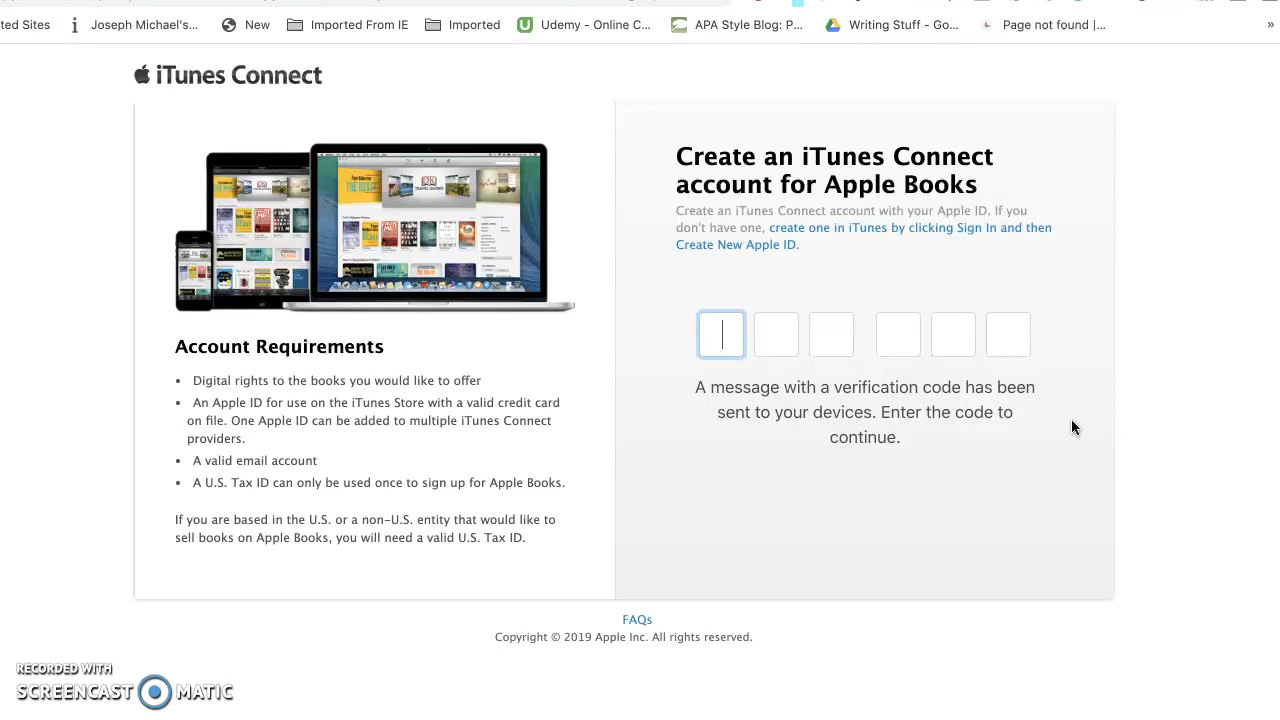 ted Sites Joseph Michael's... New Imported From IE Imported Udemy - Online C... APA Style Blog: P... Writing Stuff - Go... Page not found |... »
iTunes Connect
Create an iTunes Connect
account for Apple Books
Create an iTunes Connect account with your Apple ID. If you
don't have one, create one in iTunes by clicking Sign In and then
Create New Apple ID.
A message with a verification code has been
sent to your devices. Enter the code to
continue.
Account Requirements
• Digital rights to the books you would like to offer
• An Apple ID for use on the iTunes Store with a valid credit card
on file. One Apple ID can be added to multiple iTunes Connect
providers.
• A valid email account
• A U.S. Tax ID can only be used once to sign up for Apple Books.
If you are based in the U.S. or a non-U.S. entity that would like to
sell books on Apple Books, you will need a valid U.S. Tax ID.
FAQs
Copyright © 2019 Apple Inc. All rights reserved.
RECORDED WITH
SCREENCAST MATIC